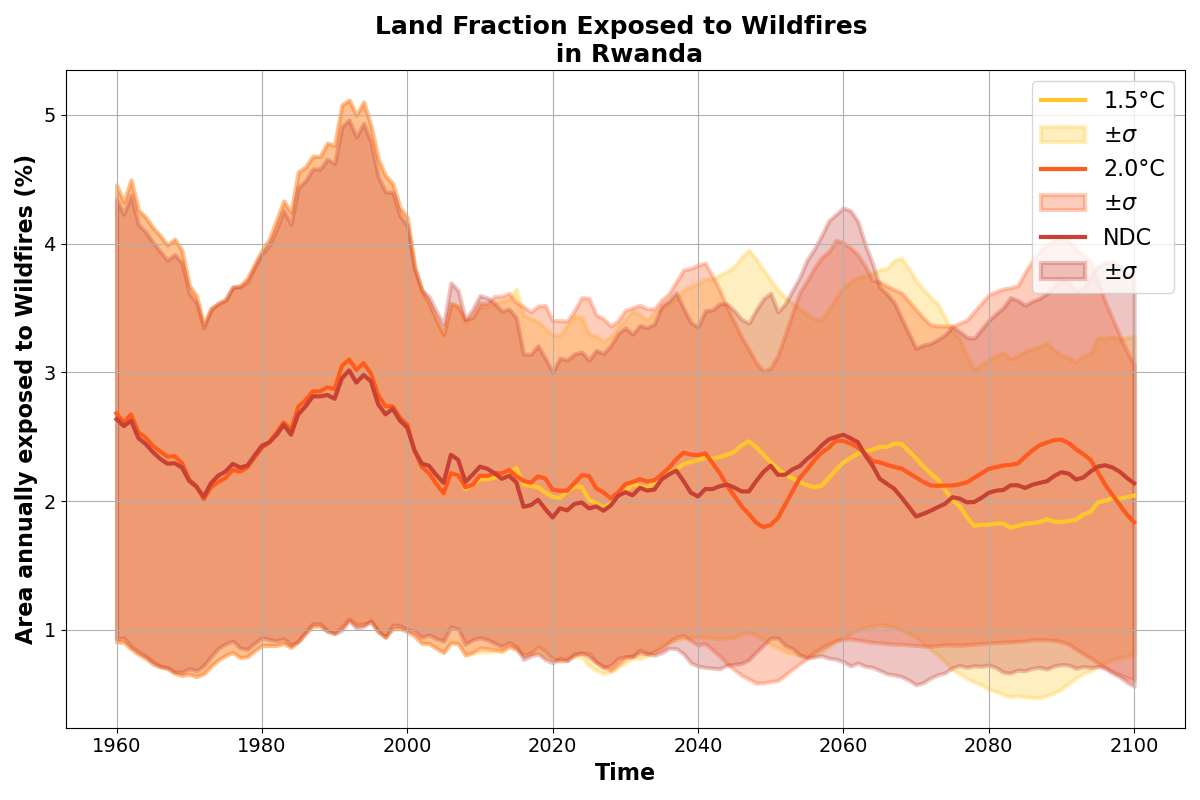 Land Fraction Exposed to Wildfires
in Rwanda
Area annually exposed to Wildfires (%)
5
4
3
2
1
1960
1980
2000
2020
2040
2060
2080
2100
Time
1.5°C
±σ
2.0°C
±σ
NDC
±σ